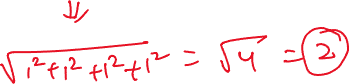 ⇓
√(1²+1²+1²+1²) = √4 = 2